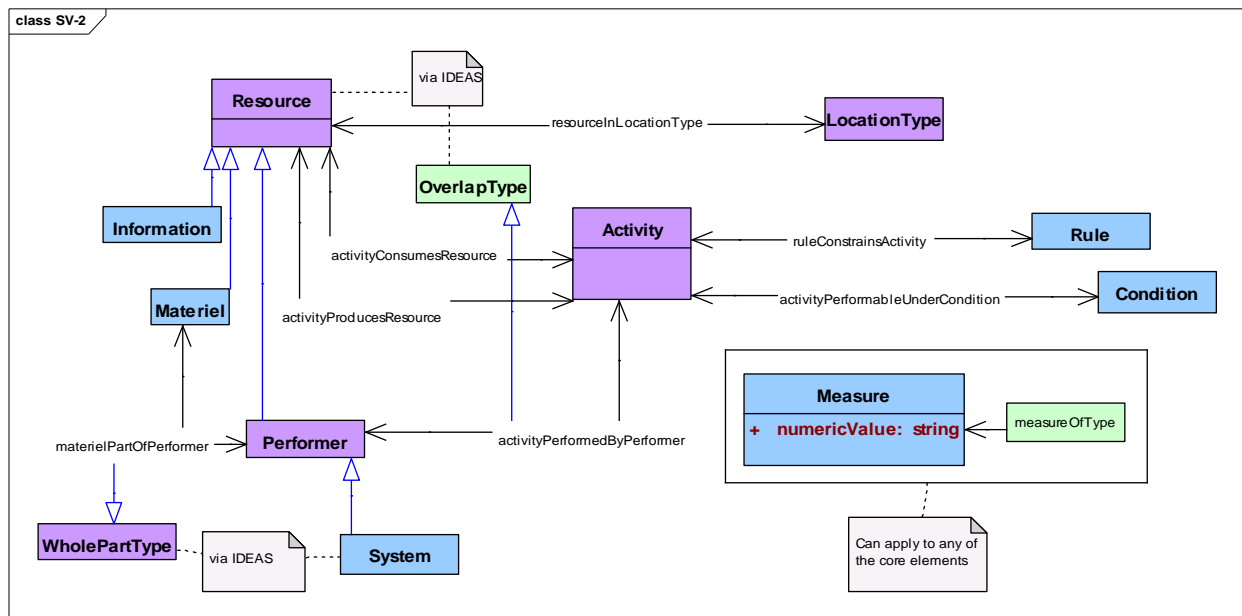 class SV-2
via IDEAS
Resource
LocationType
resourceInLocationType
OverlapType
Information
Activity
Rule
ruleConstrainsActivity
activityConsumesResource
Condition
activityPerformableUnderCondition
Materiel
activityProducesResource
Measure
+ numericValue: string
measureOfType
materielPartOfPerformer
Performer
activityPerformedByPerformer
WholePartType
via IDEAS
System
Can apply to any of
the core elements